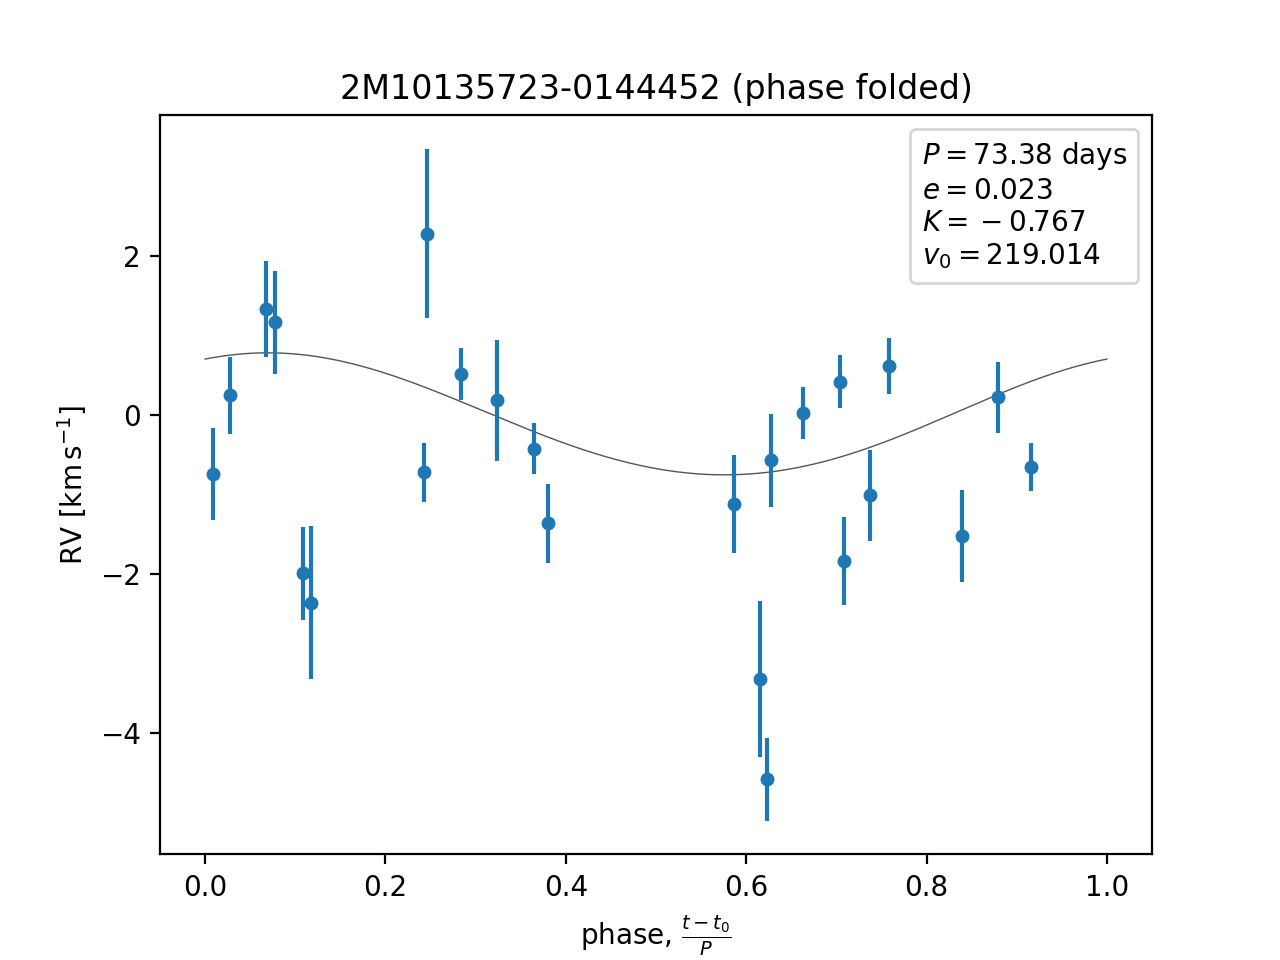 2M10135723-0144452 (phase folded)
P = 73.38 days
e = 0.023
K = −0.767
v₀ = 219.014
RV [km s⁻¹]
2
0
−2
−4
0.0 0.2 0.4 0.6 0.8 1.0
phase, (t − t₀)/P